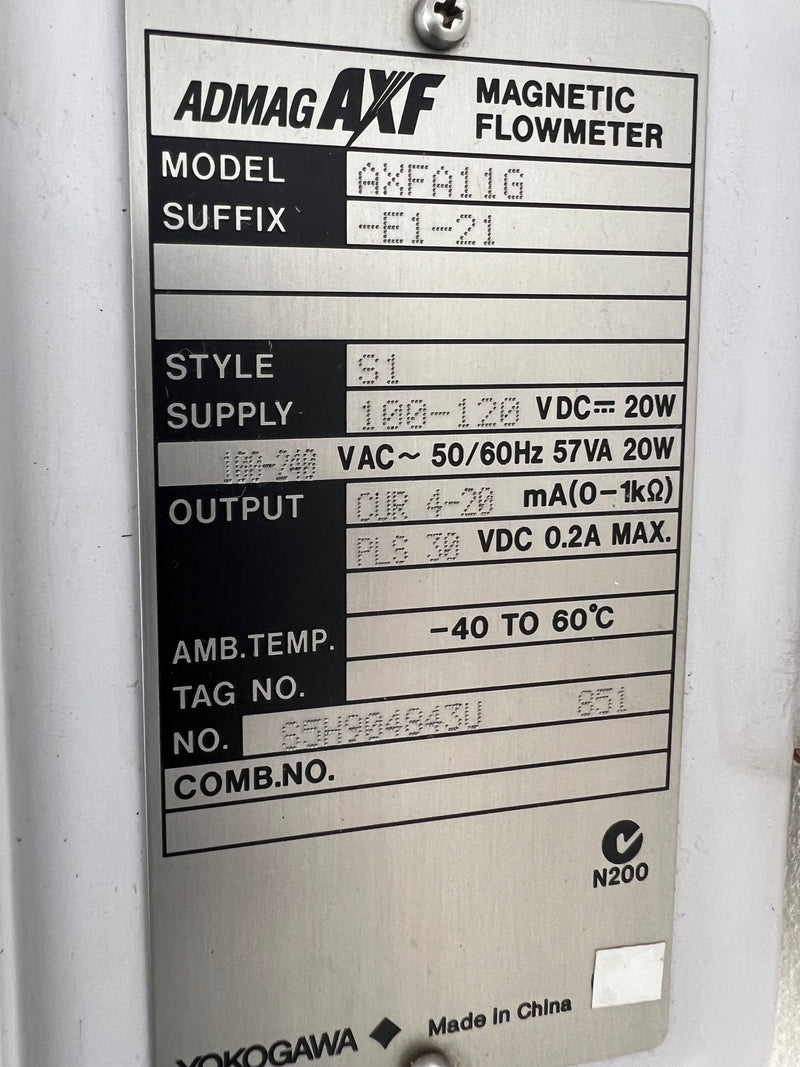 ADMAG AXF MAGNETIC FLOWMETER
MODEL AXFA11G
SUFFIX -E1-21
STYLE S1
SUPPLY 100-120 VDC⎓ 20W
100-240 VAC~ 50/60Hz 57VA 20W
OUTPUT CUR 4-20 mA(0-1kΩ)
PLS 30 VDC 0.2A MAX.
AMB.TEMP. -40 TO 60℃
TAG NO.
NO. S5H904943U 851
COMB.NO.
N200
YOKOGAWA ◆ Made in China